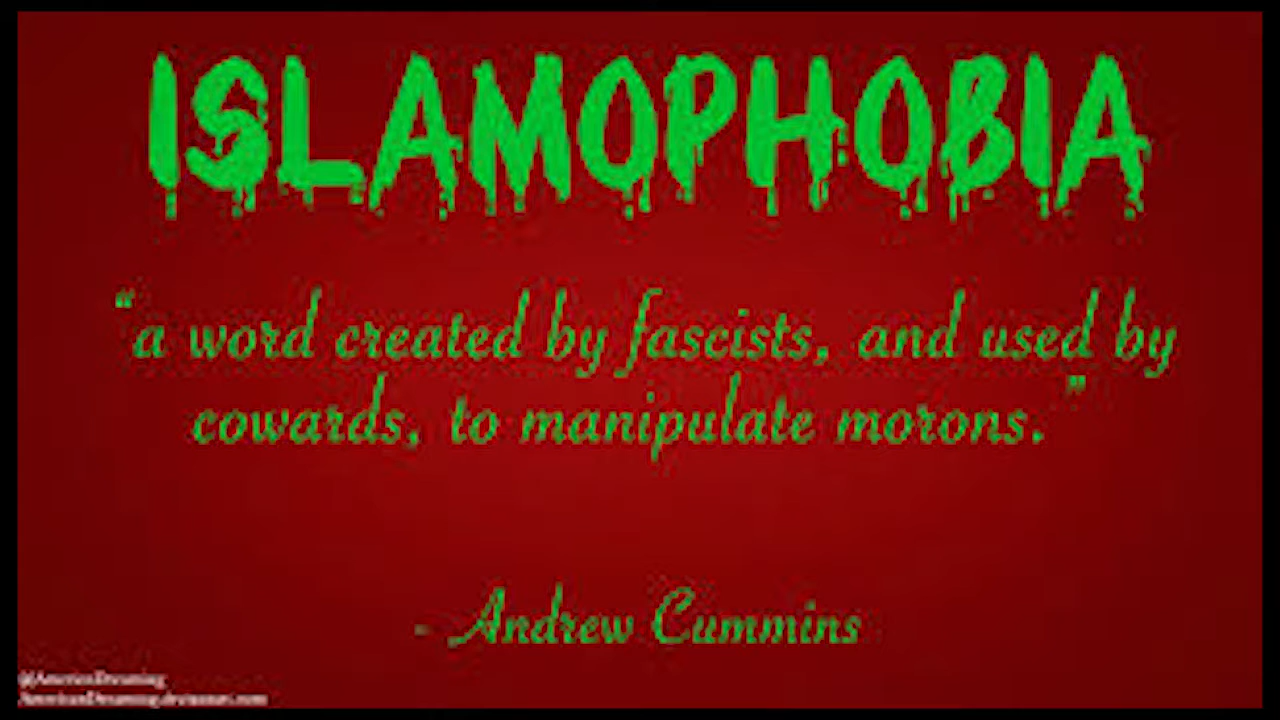 ISLAMOPHOBIA
"a word created by fascists, and used by
cowards, to manipulate morons."
- Andrew Cummins